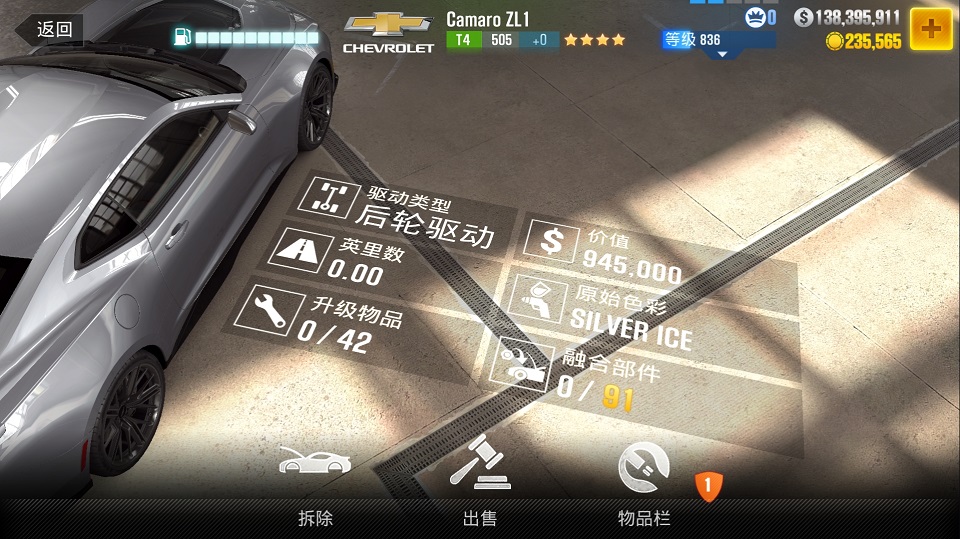 返回
CHEVROLET
Camaro ZL1
T4 505 +0
等级 836
0
138,395,911
235,565
驱动类型
后轮驱动
英里数
0.00
升级物品
0 / 42
价值
945,000
原始色彩
SILVER ICE
融合部件
0 / 91
拆除
出售
物品栏
1